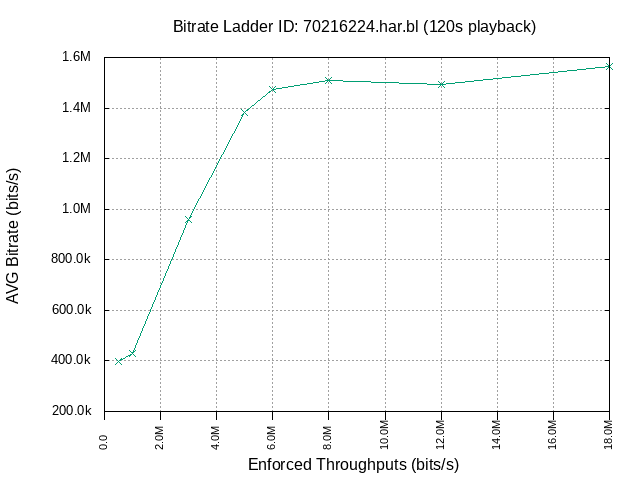 Bitrate Ladder ID: 70216224.har.bl (120s playback)
1.6M
1.4M
1.2M
1.0M
800.0k
600.0k
400.0k
200.0k
AVG Bitrate (bits/s)
0.0
2.0M
4.0M
6.0M
8.0M
10.0M
12.0M
14.0M
16.0M
18.0M
Enforced Throughputs (bits/s)